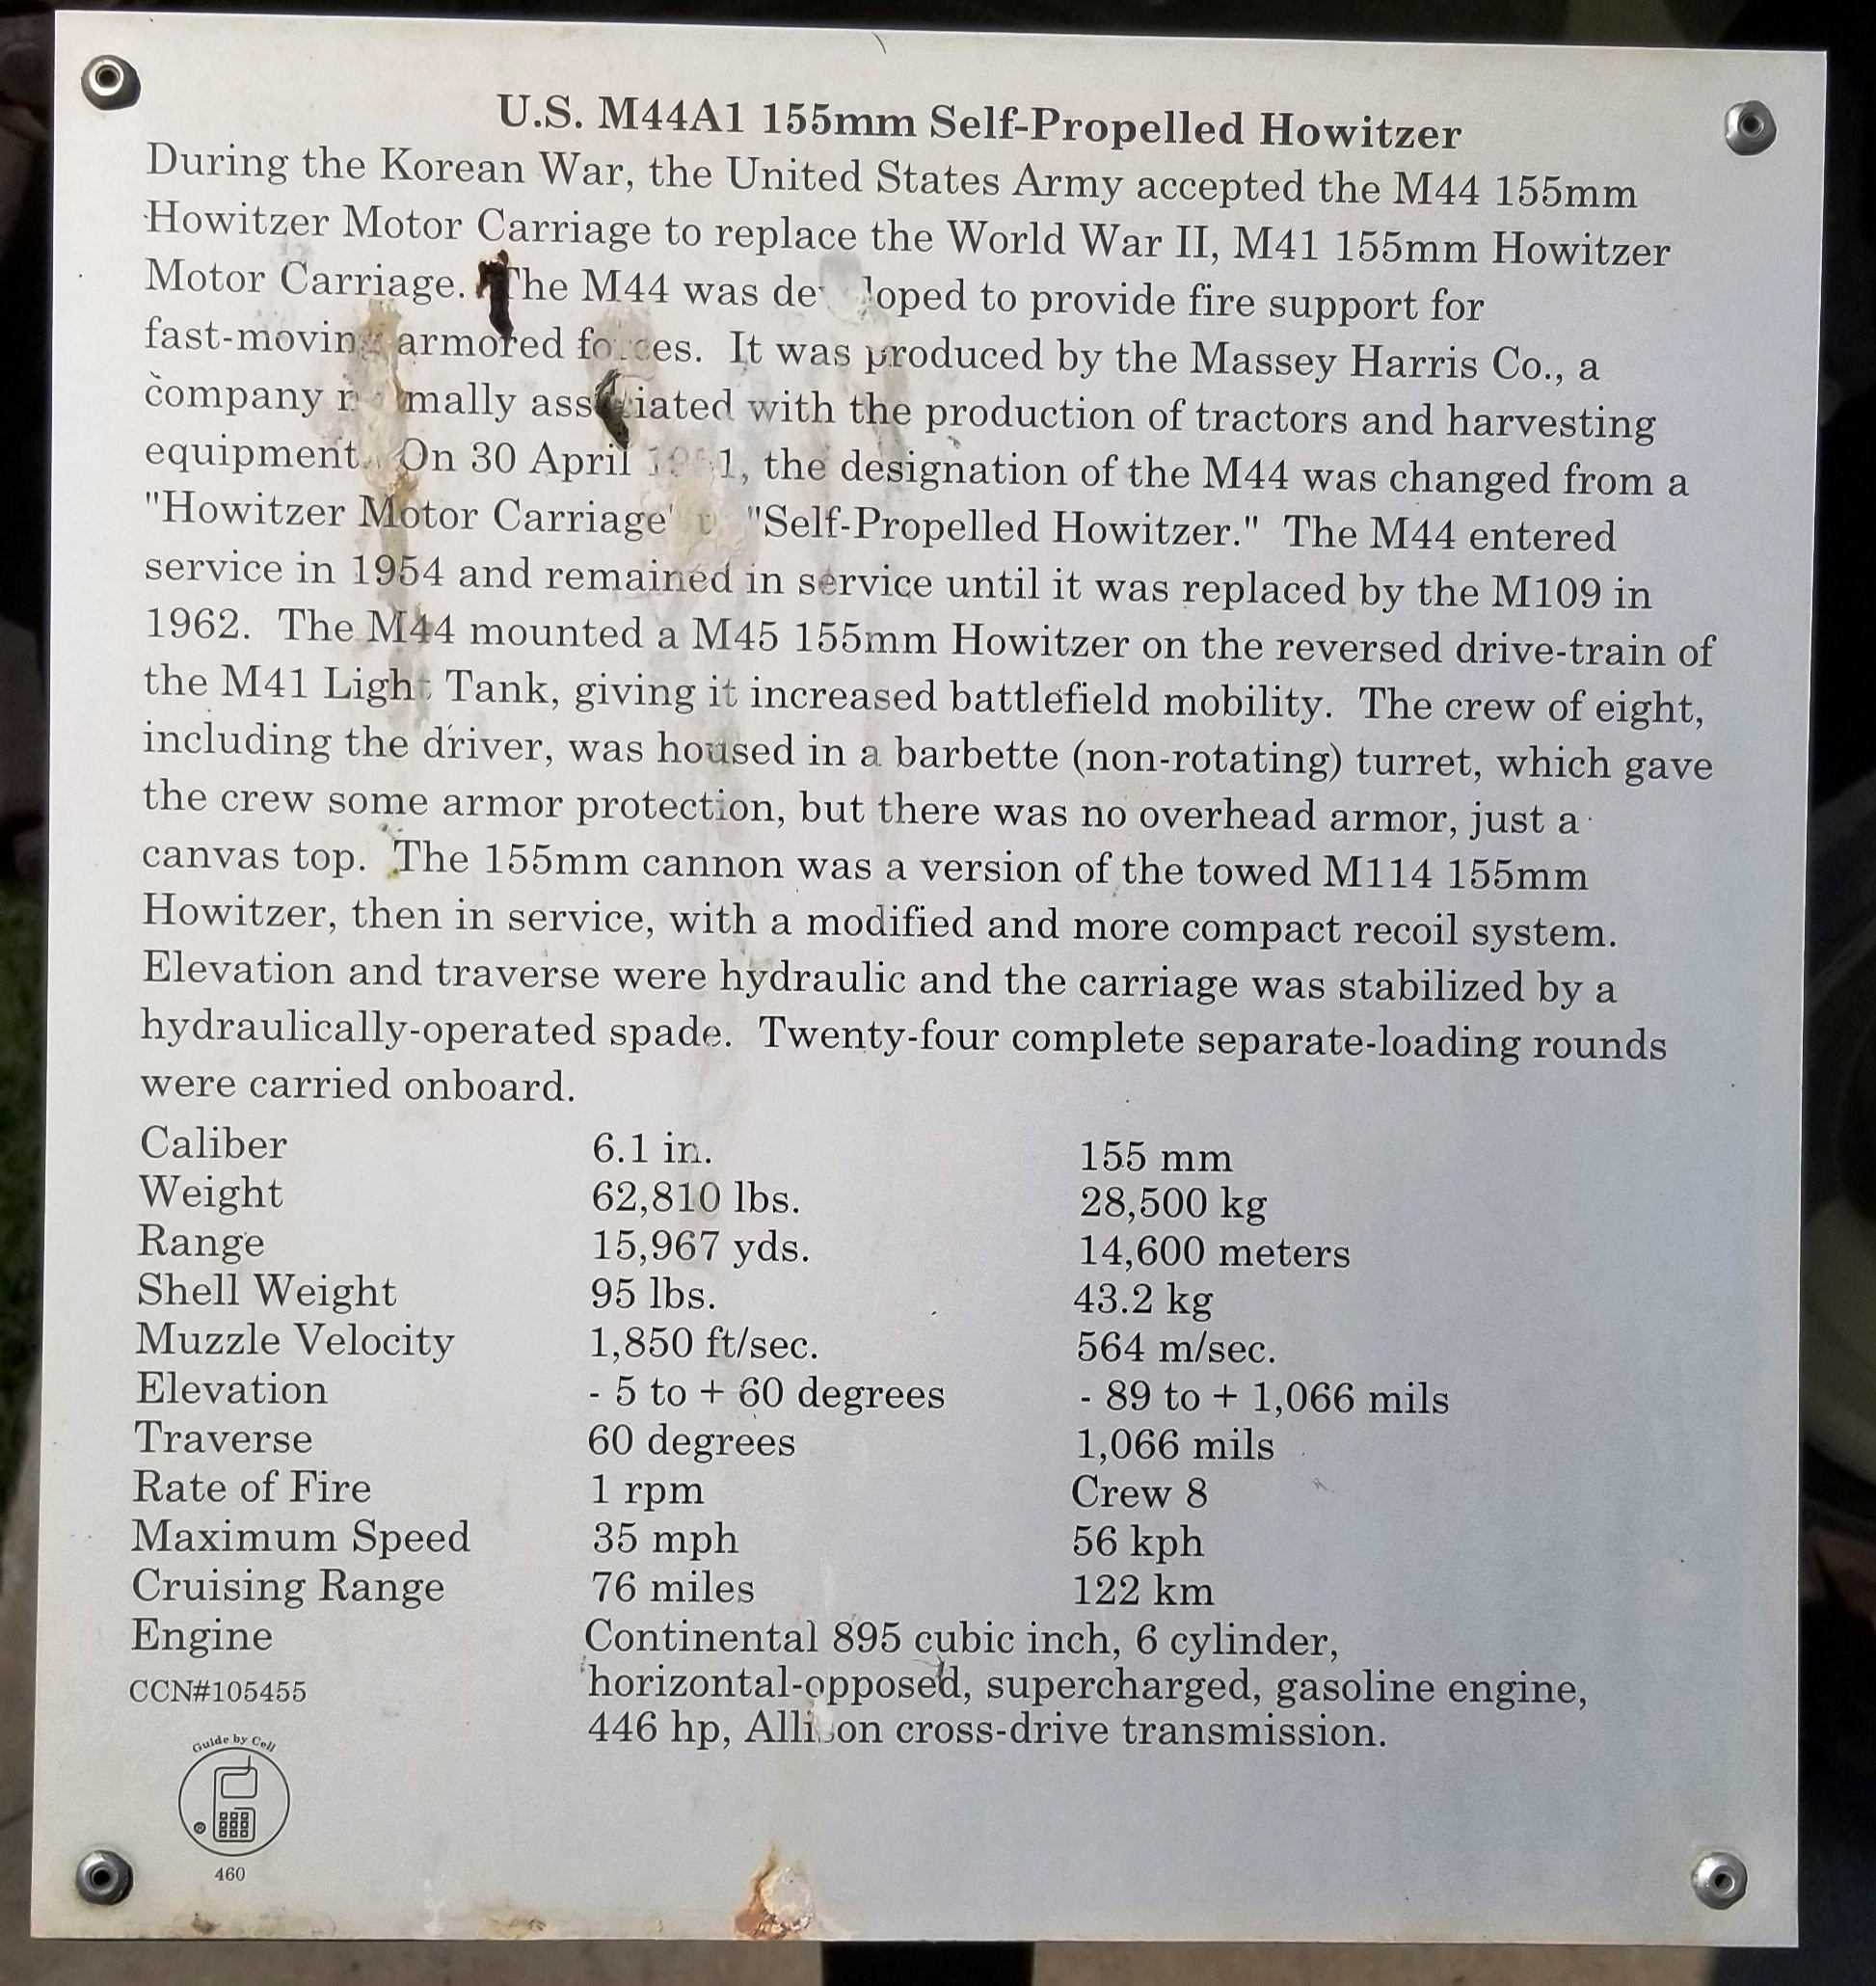 U.S. M44A1 155mm Self-Propelled Howitzer
During the Korean War, the United States Army accepted the M44 155mm
Howitzer Motor Carriage to replace the World War II, M41 155mm Howitzer
Motor Carriage. The M44 was developed to provide fire support for
fast-moving armored forces. It was produced by the Massey Harris Co., a
company normally associated with the production of tractors and harvesting
equipment. On 30 April the designation of the M44 was changed from a
"Howitzer Motor Carriage" "Self-Propelled Howitzer." The M44 entered
service in 1954 and remained in service until it was replaced by the M109 in
1962. The M44 mounted a M45 155mm Howitzer on the reversed drive-train of
the M41 Light Tank, giving it increased battlefield mobility. The crew of eight,
including the driver, was housed in a barbette (non-rotating) turret, which gave
the crew some armor protection, but there was no overhead armor, just a
canvas top. The 155mm cannon was a version of the towed M114 155mm
Howitzer, then in service, with a modified and more compact recoil system.
Elevation and traverse were hydraulic and the carriage was stabilized by a
hydraulically-operated spade. Twenty-four complete separate-loading rounds
were carried onboard.
Caliber 6.1 in. 155 mm
Weight 62,810 lbs. 28,500 kg
Range 15,967 yds. 14,600 meters
Shell Weight 95 lbs. 43.2 kg
Muzzle Velocity 1,850 ft/sec. 564 m/sec.
Elevation - 5 to + 60 degrees - 89 to + 1,066 mils
Traverse 60 degrees 1,066 mils
Rate of Fire 1 rpm Crew 8
Maximum Speed 35 mph 56 kph
Cruising Range 76 miles 122 km
Engine Continental 895 cubic inch, 6 cylinder,
horizontal-opposed, supercharged, gasoline engine,
446 hp, Allison cross-drive transmission.
CCN#105455
Guide by Cell
460